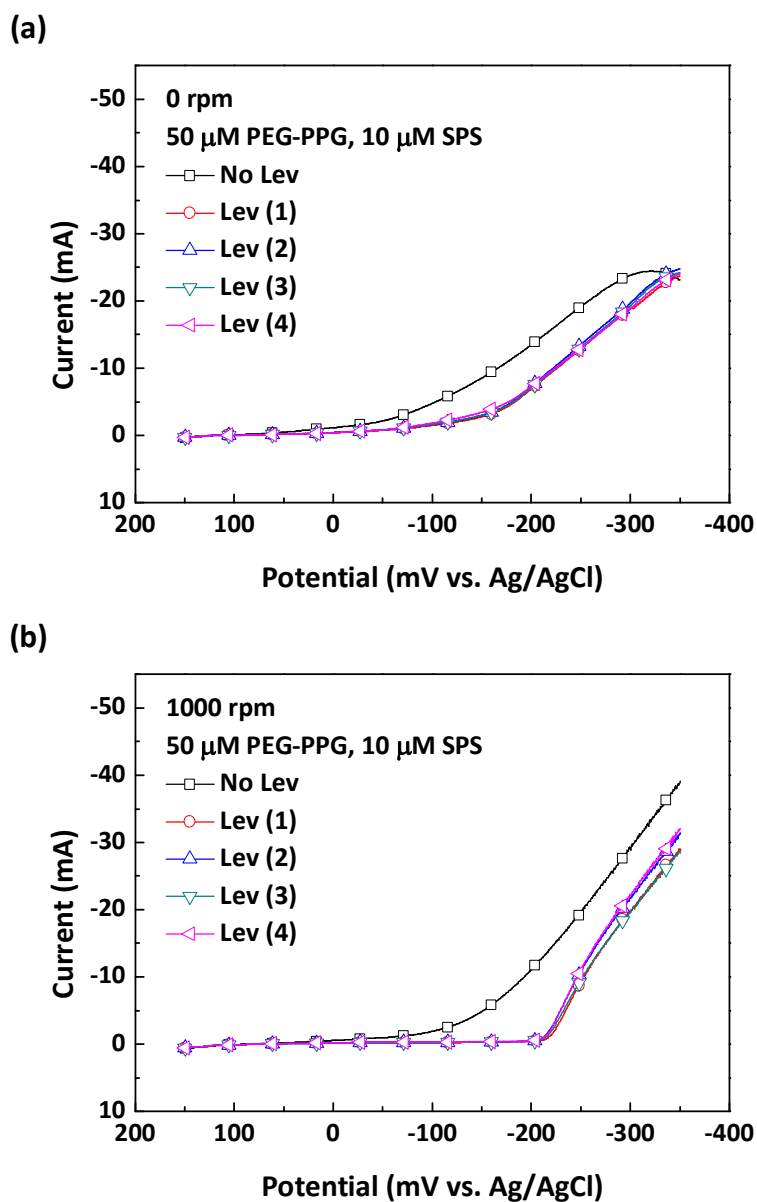 (a)
-50
-40
-30
-20
-10
0
10
Current (mA)
0 rpm
50 μM PEG-PPG, 10 μM SPS
No Lev
Lev (1)
Lev (2)
Lev (3)
Lev (4)
200 100 0 -100 -200 -300 -400
Potential (mV vs. Ag/AgCl)
(b)
-50
-40
-30
-20
-10
0
10
Current (mA)
1000 rpm
50 μM PEG-PPG, 10 μM SPS
No Lev
Lev (1)
Lev (2)
Lev (3)
Lev (4)
200 100 0 -100 -200 -300 -400
Potential (mV vs. Ag/AgCl)